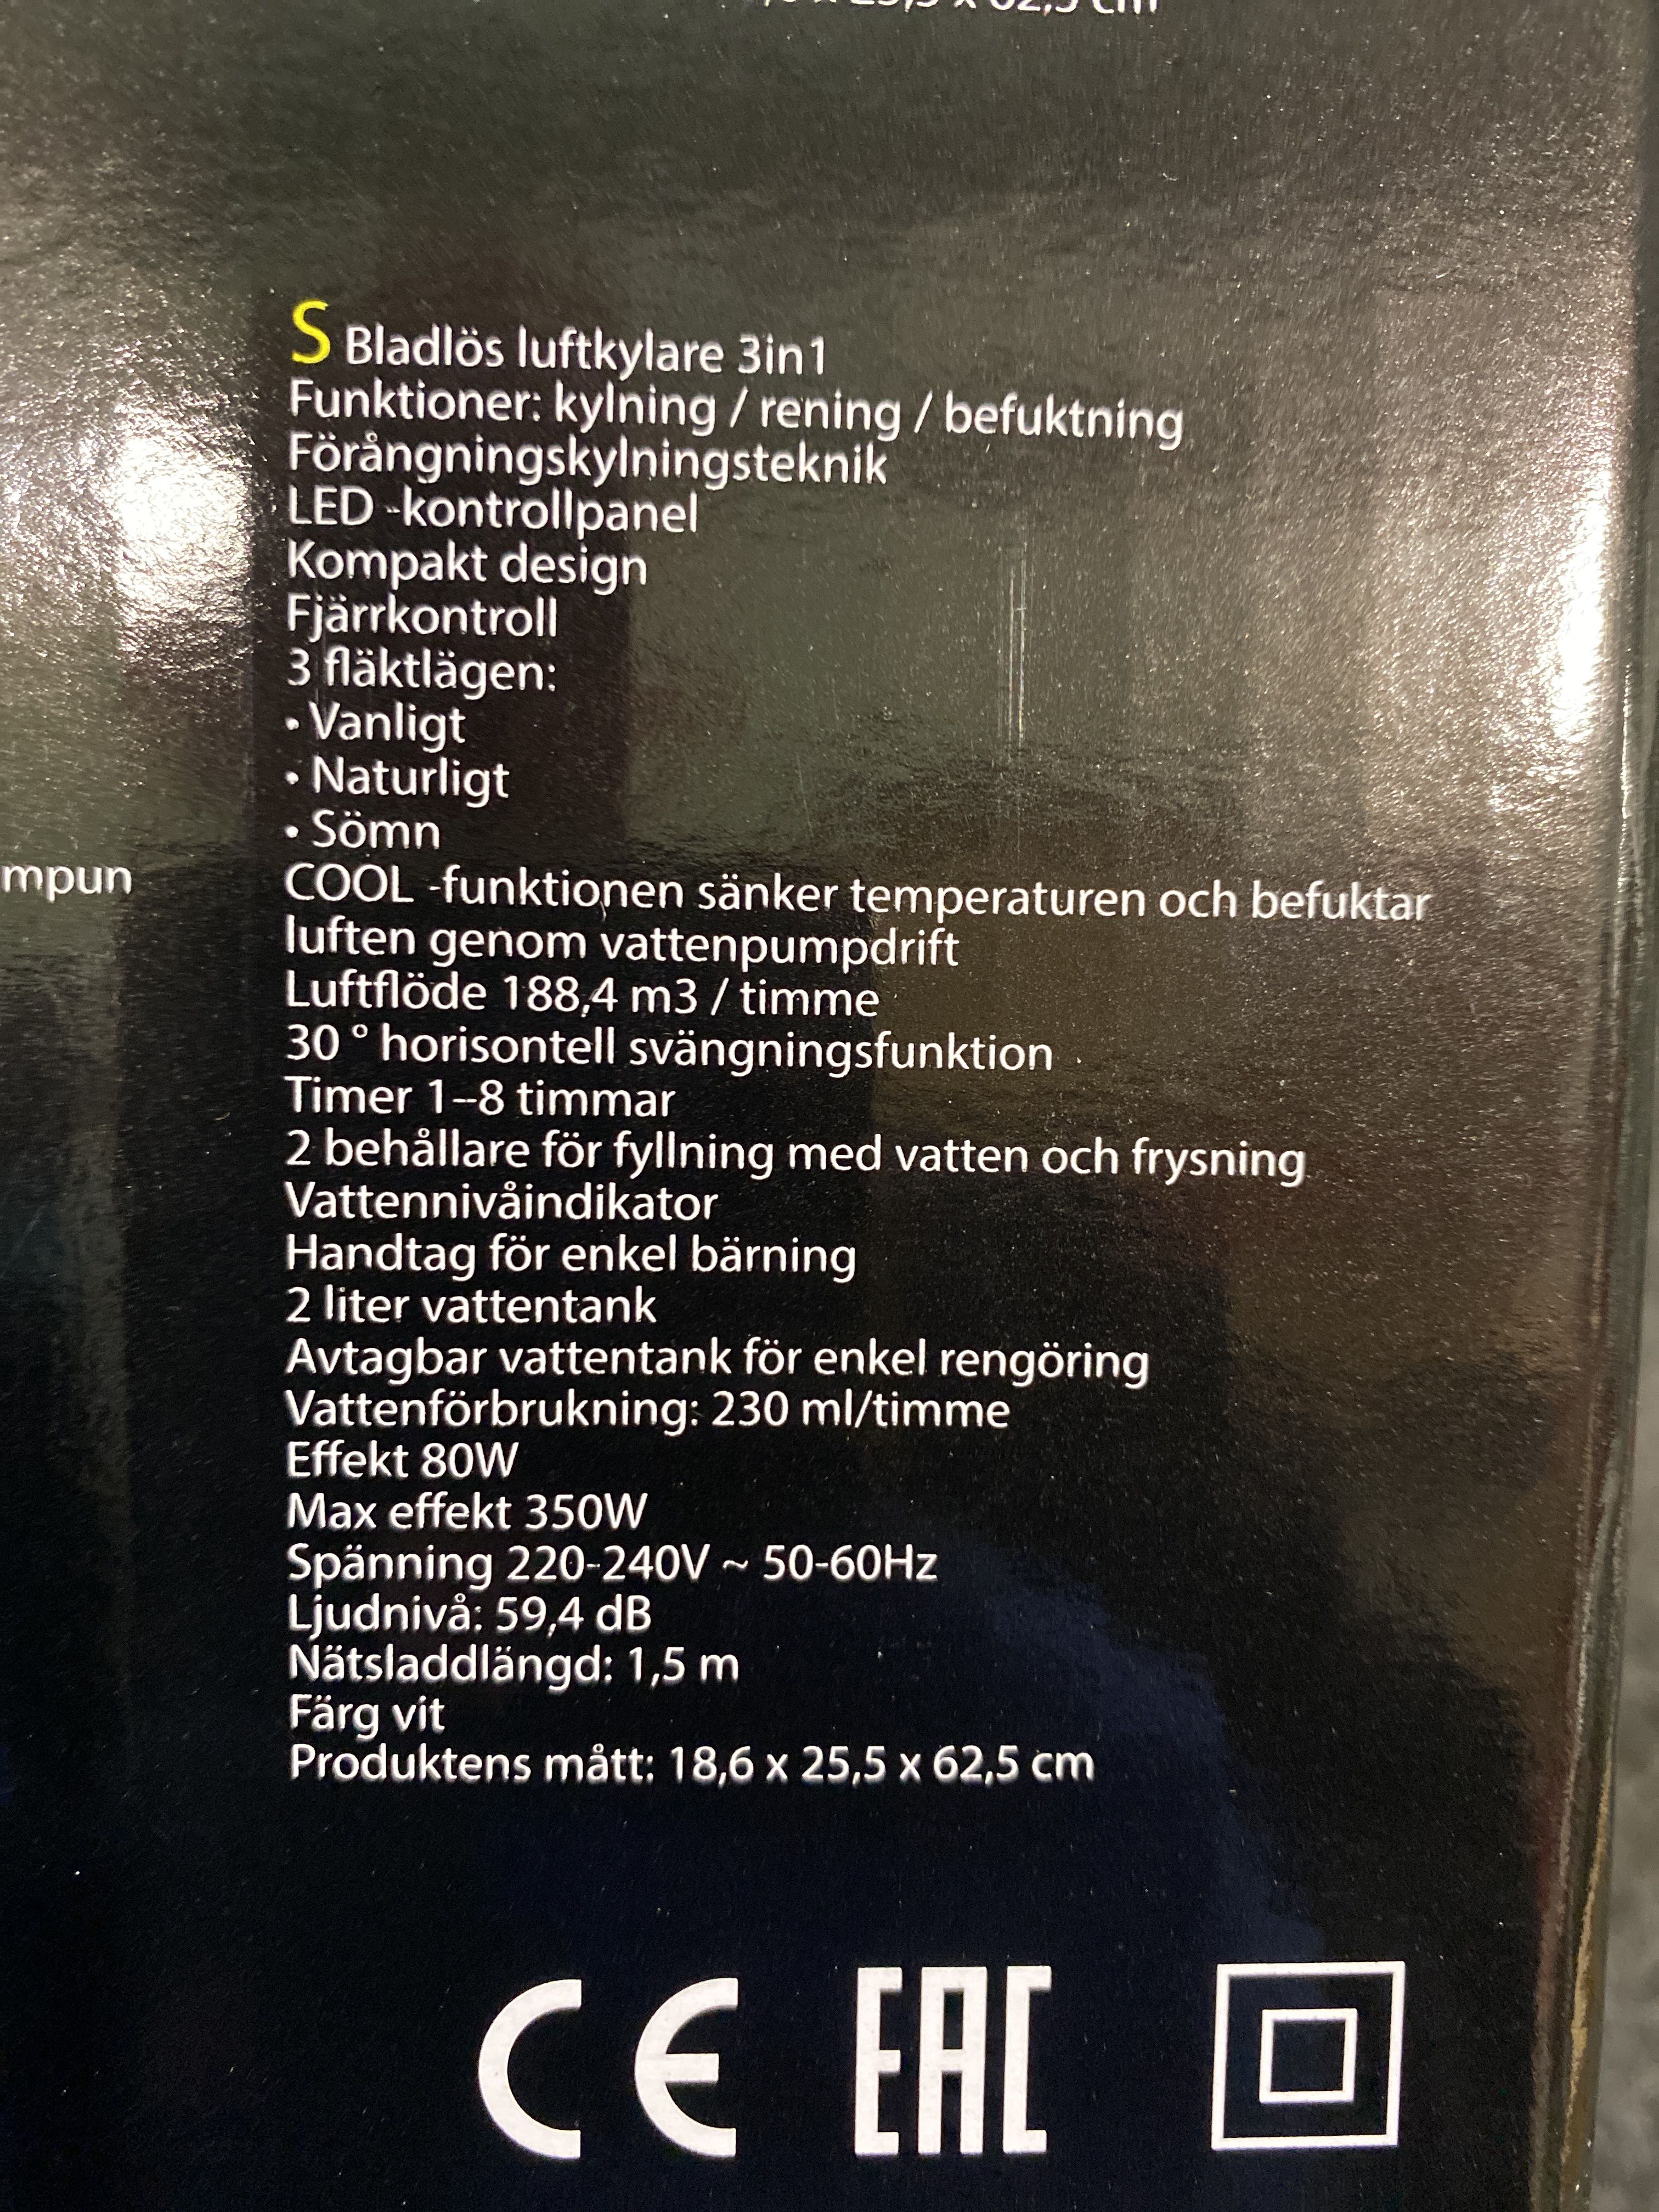 x 62,5 cm
S Bladlös luftkylare 3in1
Funktioner: kylning / rening / befuktning
Förångningskylningsteknik
LED -kontrollpanel
Kompakt design
Fjärrkontroll
3 fläktlägen:
• Vanligt
• Naturligt
• Sömn
mpun
COOL -funktionen sänker temperaturen och befuktar
luften genom vattenpumpdrift
Luftflöde 188,4 m3 / timme
30 ° horisontell svängningsfunktion
Timer 1--8 timmar
2 behållare för fyllning med vatten och frysning
Vattennivåindikator
Handtag för enkel bärning
2 liter vattentank
Avtagbar vattentank för enkel rengöring
Vattenförbrukning: 230 ml/timme
Effekt 80W
Max effekt 350W
Spänning 220-240V ~ 50-60Hz
Ljudnivå: 59,4 dB
Nätsladdlängd: 1,5 m
Färg vit
Produktens mått: 18,6 x 25,5 x 62,5 cm
CE EAC